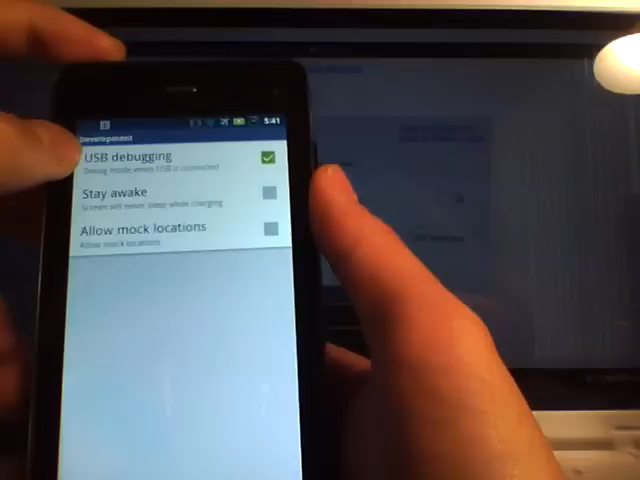 5:41
Development
USB debugging
Debug mode when USB is connected
Stay awake
Screen will never sleep while charging
Allow mock locations
Allow mock locations